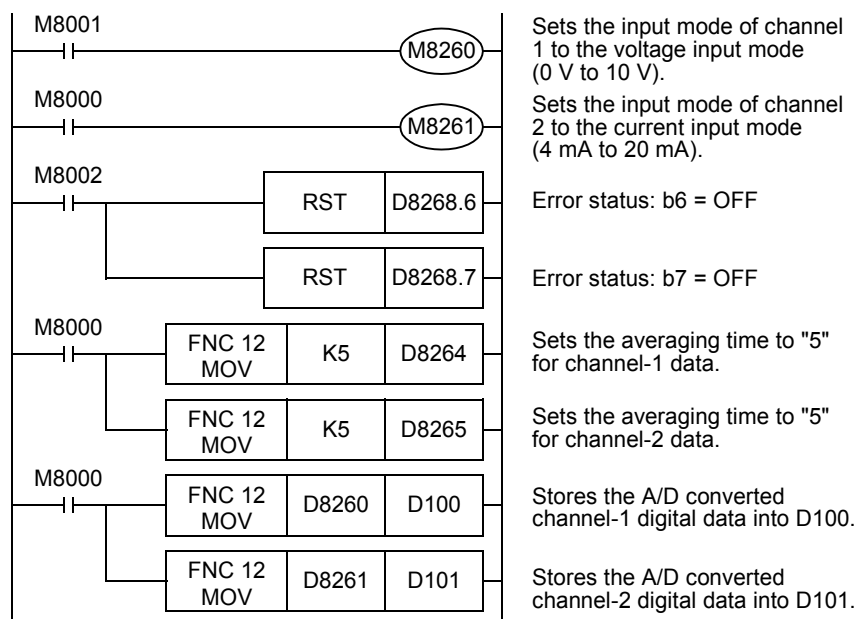 M8001
M8260
Sets the input mode of channel
1 to the voltage input mode
(0 V to 10 V).
M8000
M8261
Sets the input mode of channel
2 to the current input mode
(4 mA to 20 mA).
M8002
RST D8268.6
Error status: b6 = OFF
RST D8268.7
Error status: b7 = OFF
M8000
FNC 12
MOV
K5 D8264
Sets the averaging time to "5"
for channel-1 data.
FNC 12
MOV
K5 D8265
Sets the averaging time to "5"
for channel-2 data.
M8000
FNC 12
MOV
D8260 D100
Stores the A/D converted
channel-1 digital data into D100.
FNC 12
MOV
D8261 D101
Stores the A/D converted
channel-2 digital data into D101.